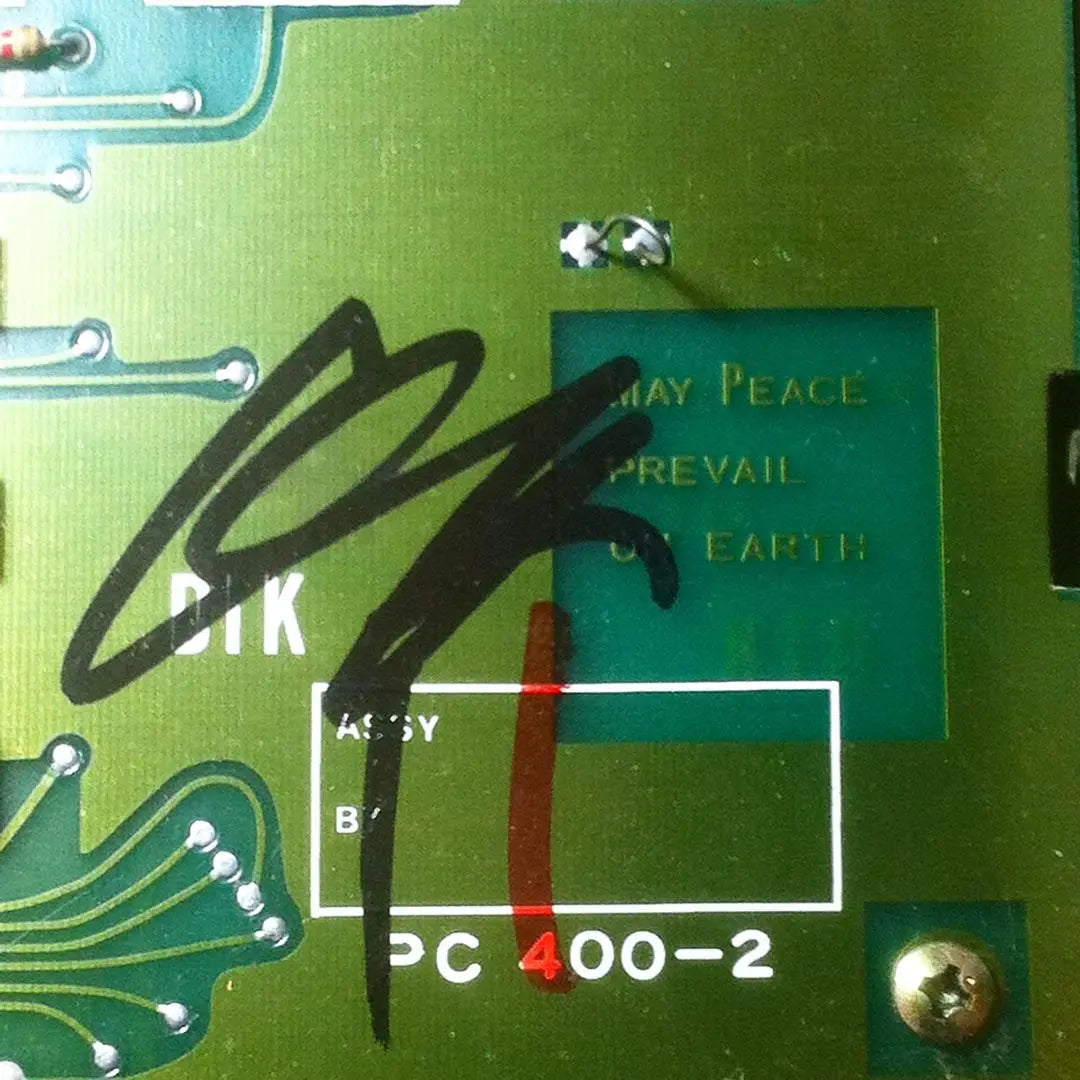 MAY PEACE
PREVAIL
ON EARTH
DIK
ASSY
BY
PC 400-2